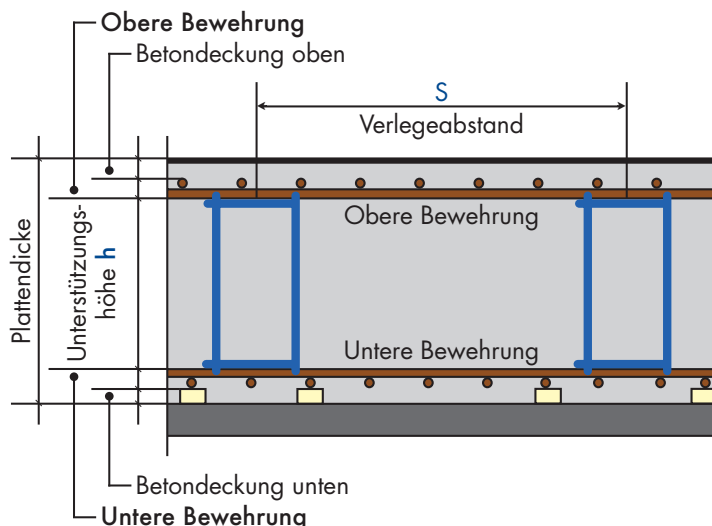 Obere Bewehrung
Betondeckung oben
S
Verlegeabstand
Obere Bewehrung
Plattendicke
Unterstützungs-
höhe h
Untere Bewehrung
Betondeckung unten
Untere Bewehrung